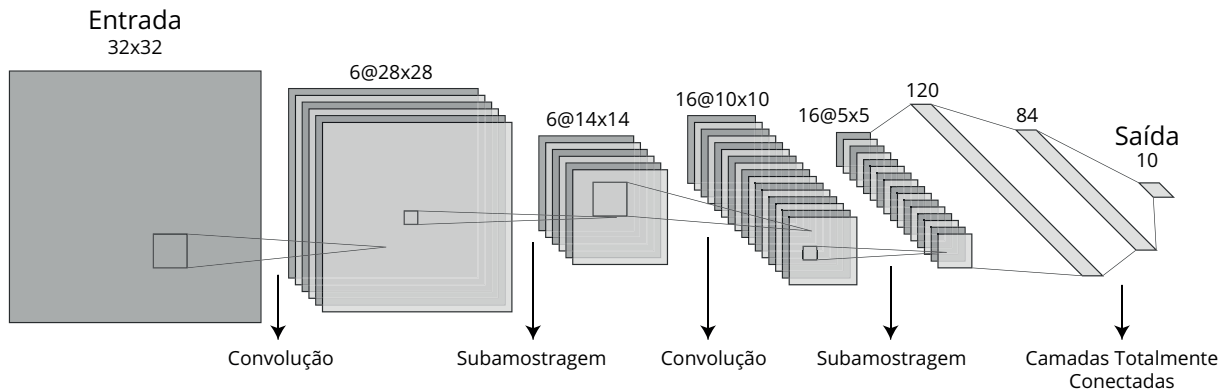 Entrada
32x32
6@28x28
6@14x14
16@10x10
16@5x5
120
84
Saída
10
Convolução
Subamostragem
Convolução
Subamostragem
Camadas Totalmente
Conectadas